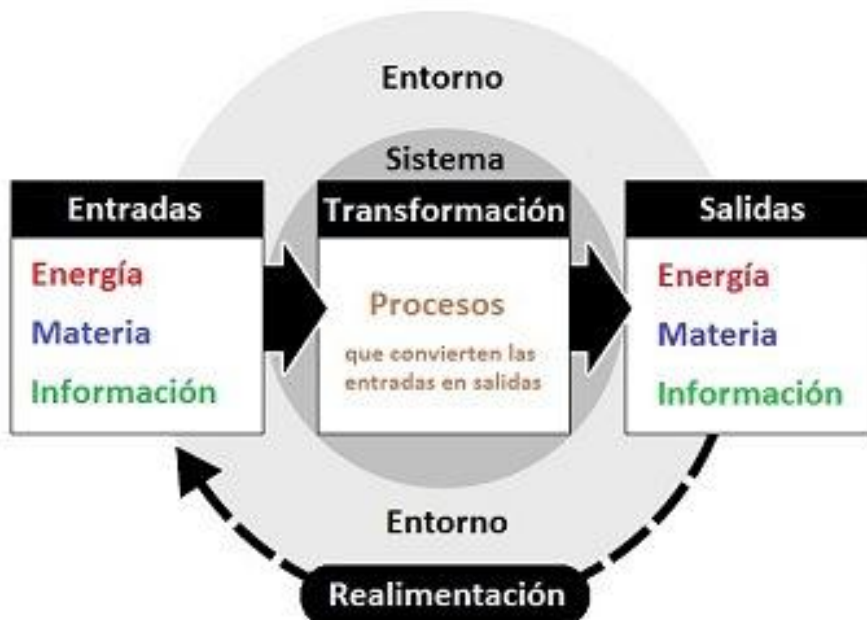 Entorno
Sistema
Entradas
Energía
Materia
Información
Transformación
Procesos
que convierten las
entradas en salidas
Salidas
Energía
Materia
Información
Entorno
Realimentación